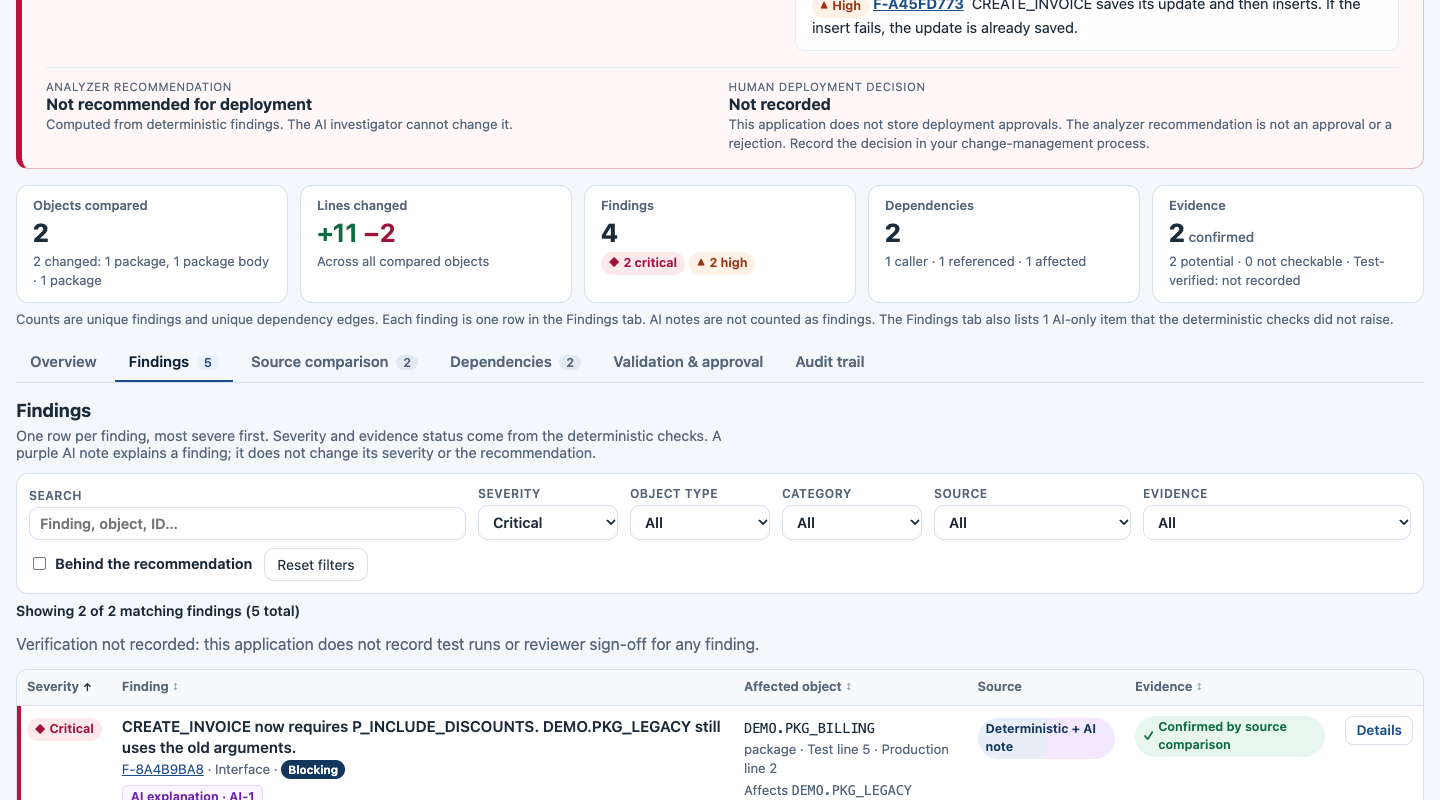 High F-A45FD773 CREATE_INVOICE saves its update and then inserts. If the
insert fails, the update is already saved.
ANALYZER RECOMMENDATION
Not recommended for deployment
Computed from deterministic findings. The AI investigator cannot change it.
HUMAN DEPLOYMENT DECISION
Not recorded
This application does not store deployment approvals. The analyzer recommendation is not an approval or a
rejection. Record the decision in your change-management process.
Objects compared
2
2 changed: 1 package, 1 package body
· 1 package
Lines changed
+11 −2
Across all compared objects
Findings
4
2 critical 2 high
Dependencies
2
1 caller · 1 referenced · 1 affected
Evidence
2 confirmed
2 potential · 0 not checkable · Test-
verified: not recorded
Counts are unique findings and unique dependency edges. Each finding is one row in the Findings tab. AI notes are not counted as findings. The Findings tab also lists 1 AI-only item that the deterministic checks did not raise.
Overview Findings 5 Source comparison 2 Dependencies 2 Validation & approval Audit trail
Findings
One row per finding, most severe first. Severity and evidence status come from the deterministic checks. A
purple AI note explains a finding; it does not change its severity or the recommendation.
SEARCH SEVERITY OBJECT TYPE CATEGORY SOURCE EVIDENCE
Finding, object, ID... Critical All All All All
Behind the recommendation Reset filters
Showing 2 of 2 matching findings (5 total)
Verification not recorded: this application does not record test runs or reviewer sign-off for any finding.
Severity ↑ Finding ↕ Affected object ↕ Source Evidence ↕
Critical
CREATE_INVOICE now requires P_INCLUDE_DISCOUNTS. DEMO.PKG_LEGACY still
uses the old arguments.
F-8A4B9BA8 · Interface · Blocking
AI explanation · AI-1
DEMO.PKG_BILLING
package · Test line 5 · Production
line 2
Affects DEMO.PKG_LEGACY
Deterministic + AI
note
✓ Confirmed by source
comparison
Details